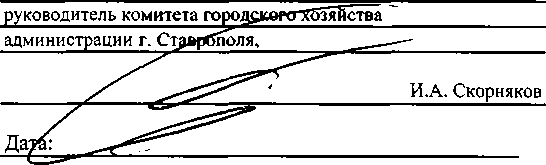 руководитель комитета городского хозяйства
администрации г. Ставрополя,
И.А. Скорняков
Дата: